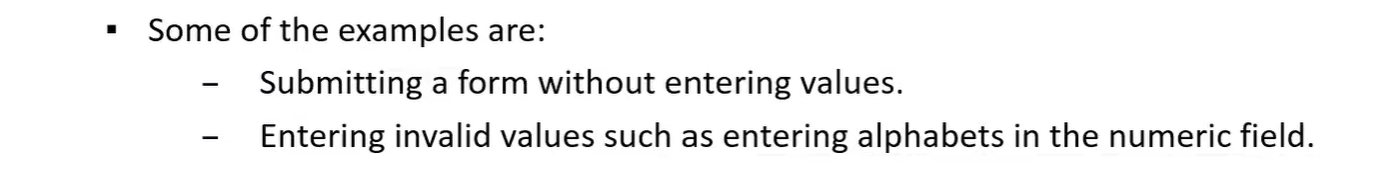 ▪ Some of the examples are:
– Submitting a form without entering values.
– Entering invalid values such as entering alphabets in the numeric field.